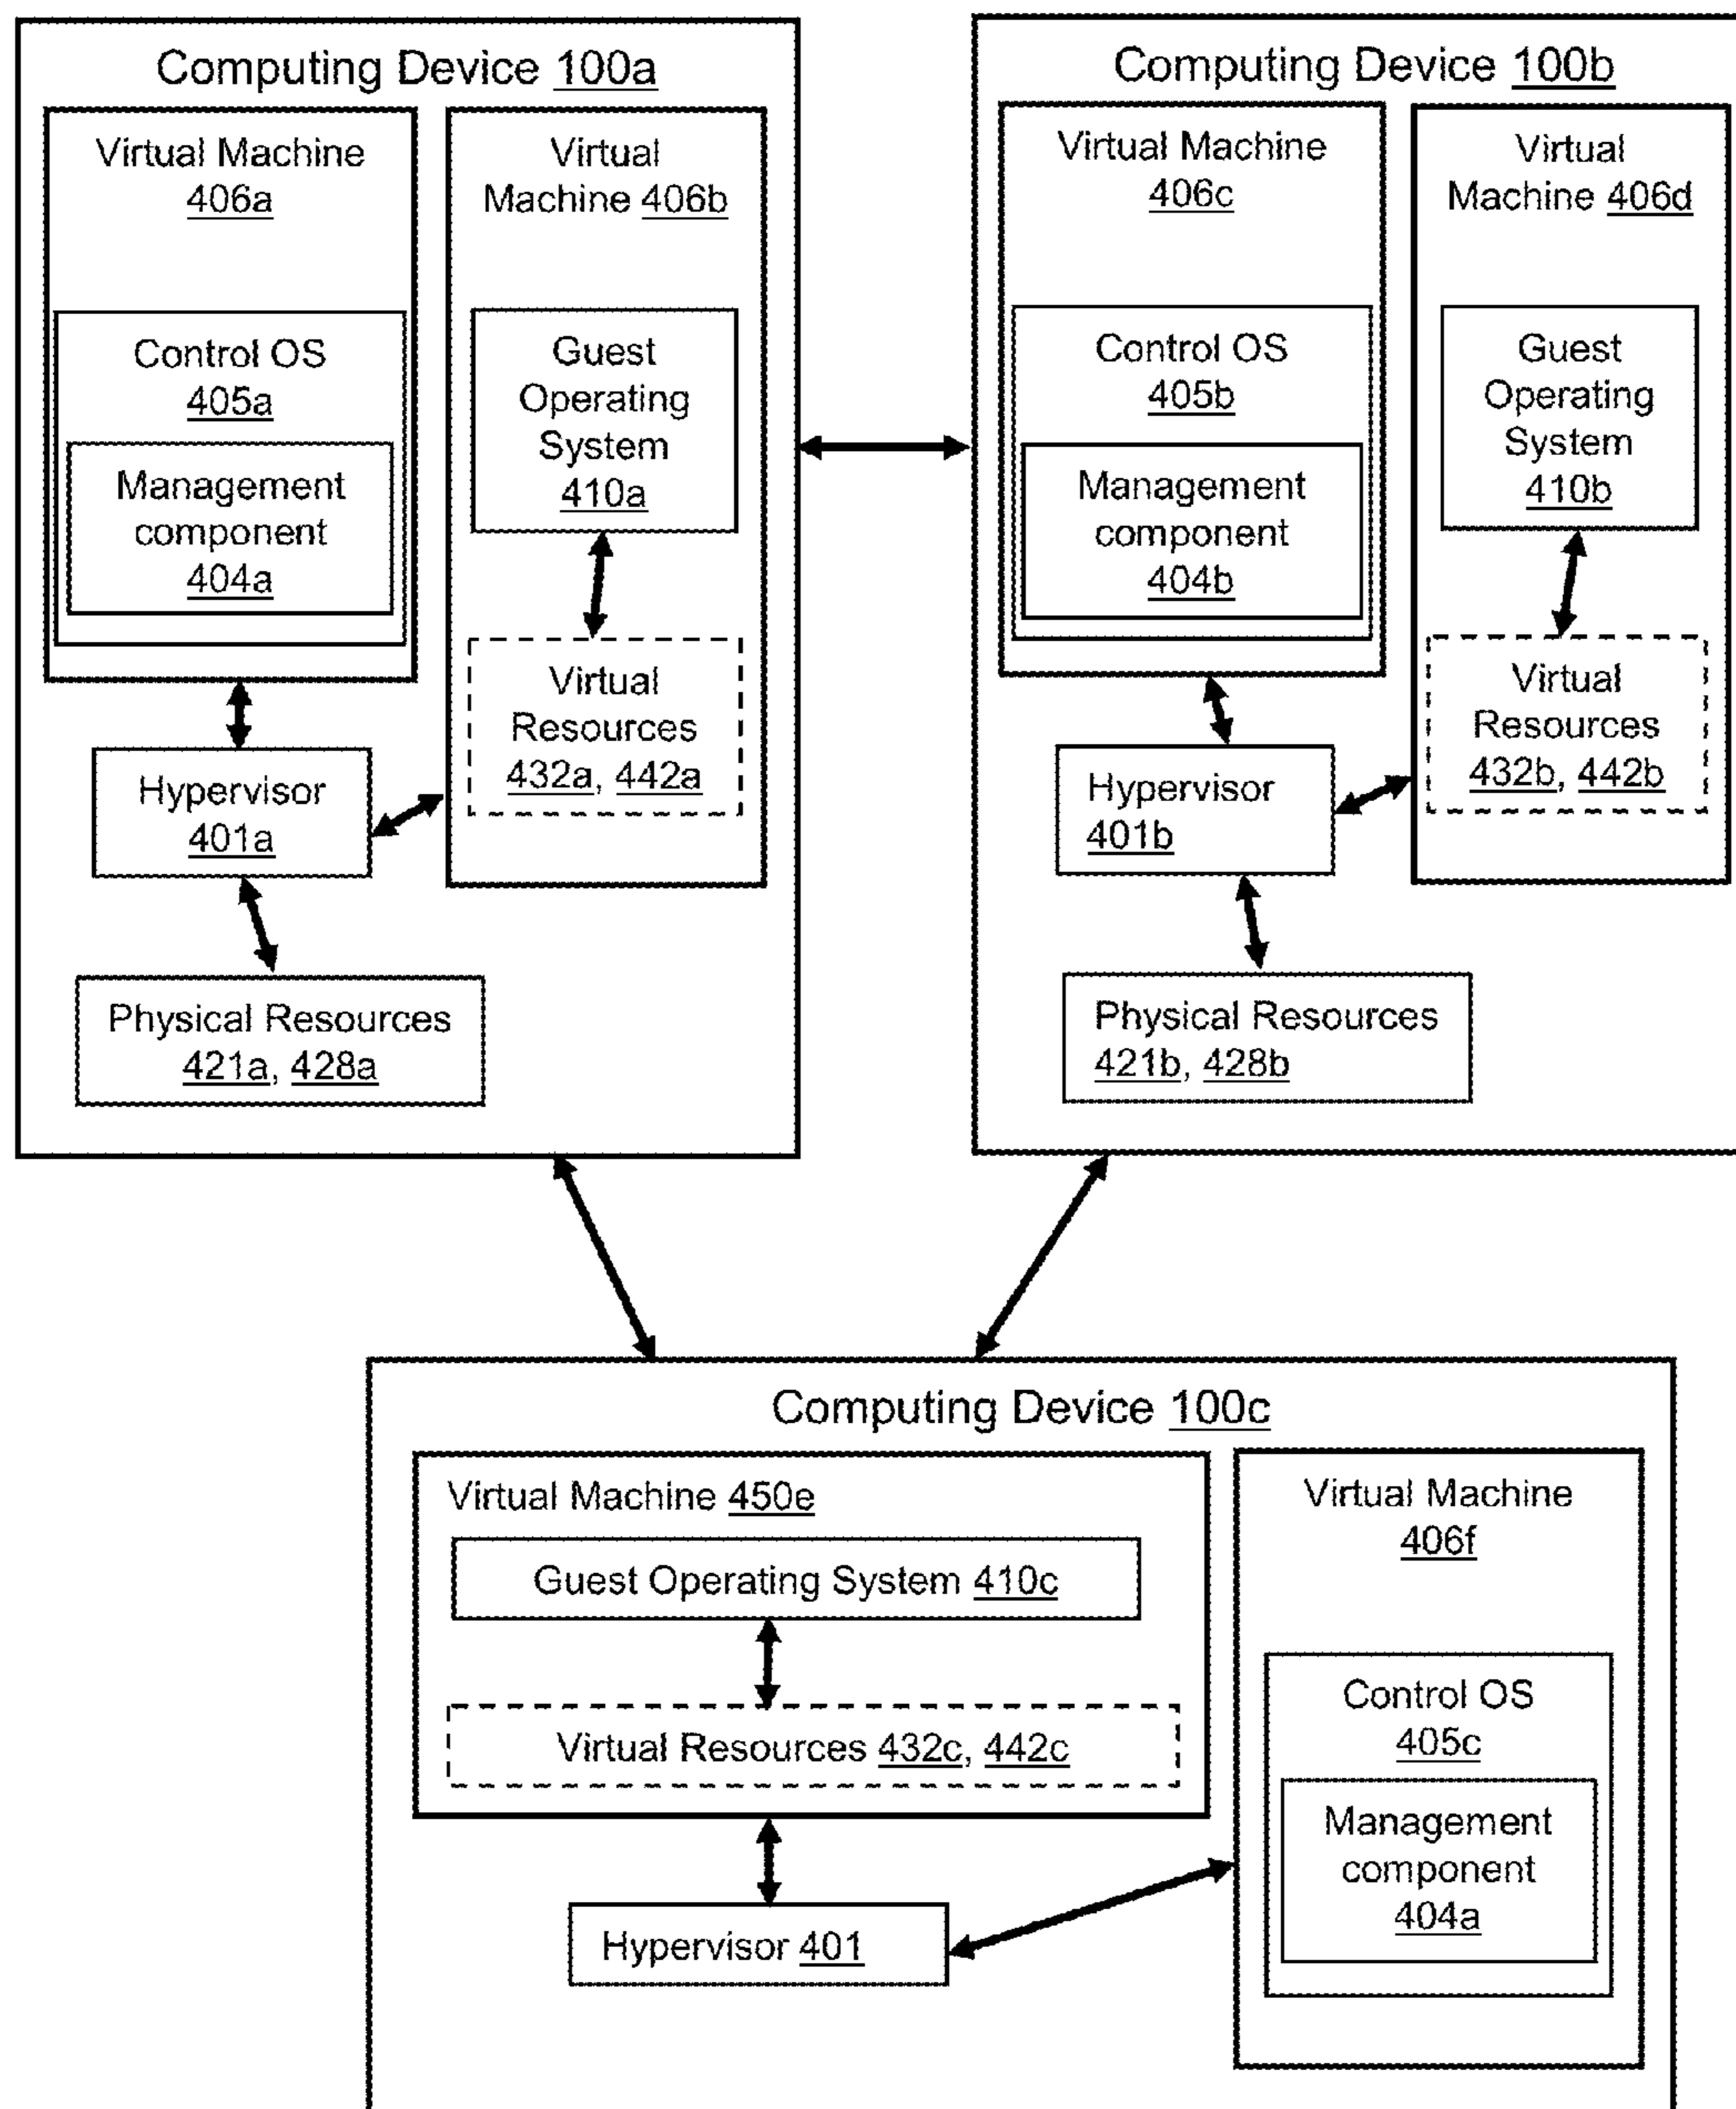 Computing Device 100a
Virtual Machine
406a
Control OS
405a
Management
component
404a
Virtual
Machine 406b
Guest
Operating
System
410a
Virtual
Resources
432a, 442a
Hypervisor
401a
Physical Resources
421a, 428a
Computing Device 100b
Virtual Machine
406c
Control OS
405b
Management
component
404b
Virtual
Machine 406d
Guest
Operating
System
410b
Virtual
Resources
432b, 442b
Hypervisor
401b
Physical Resources
421b, 428b
Computing Device 100c
Virtual Machine 450e
Guest Operating System 410c
Virtual Resources 432c, 442c
Hypervisor 401
Virtual Machine
406f
Control OS
405c
Management
component
404a